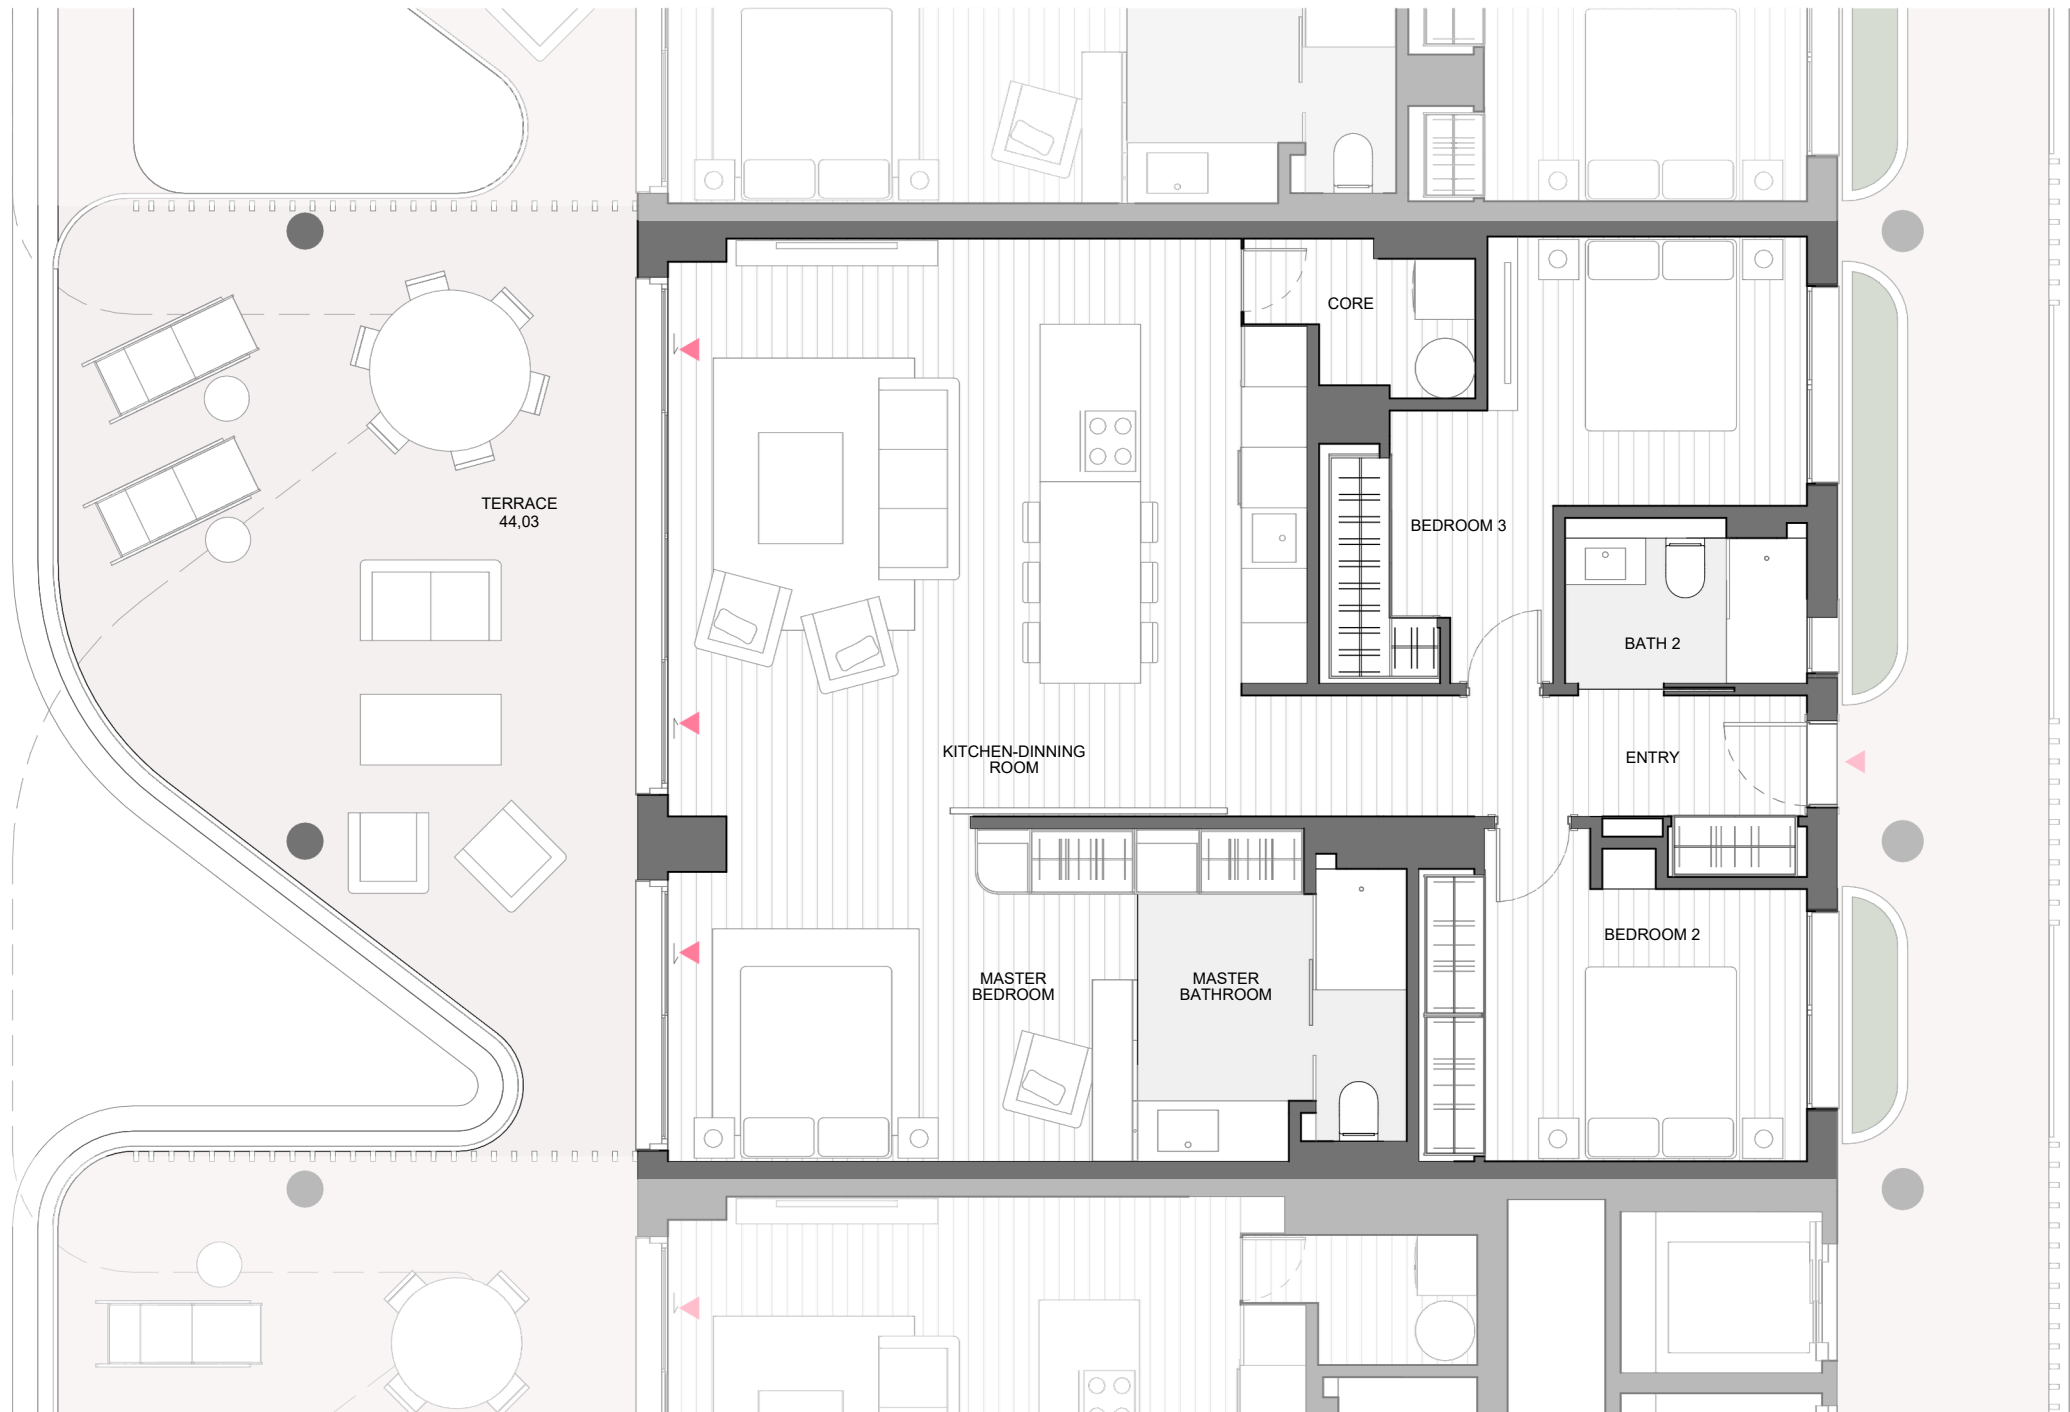 CORE
TERRACE
44,03
BEDROOM 3
BATH 2
KITCHEN-DINNING
ROOM
ENTRY
BEDROOM 2
MASTER
BEDROOM
MASTER
BATHROOM